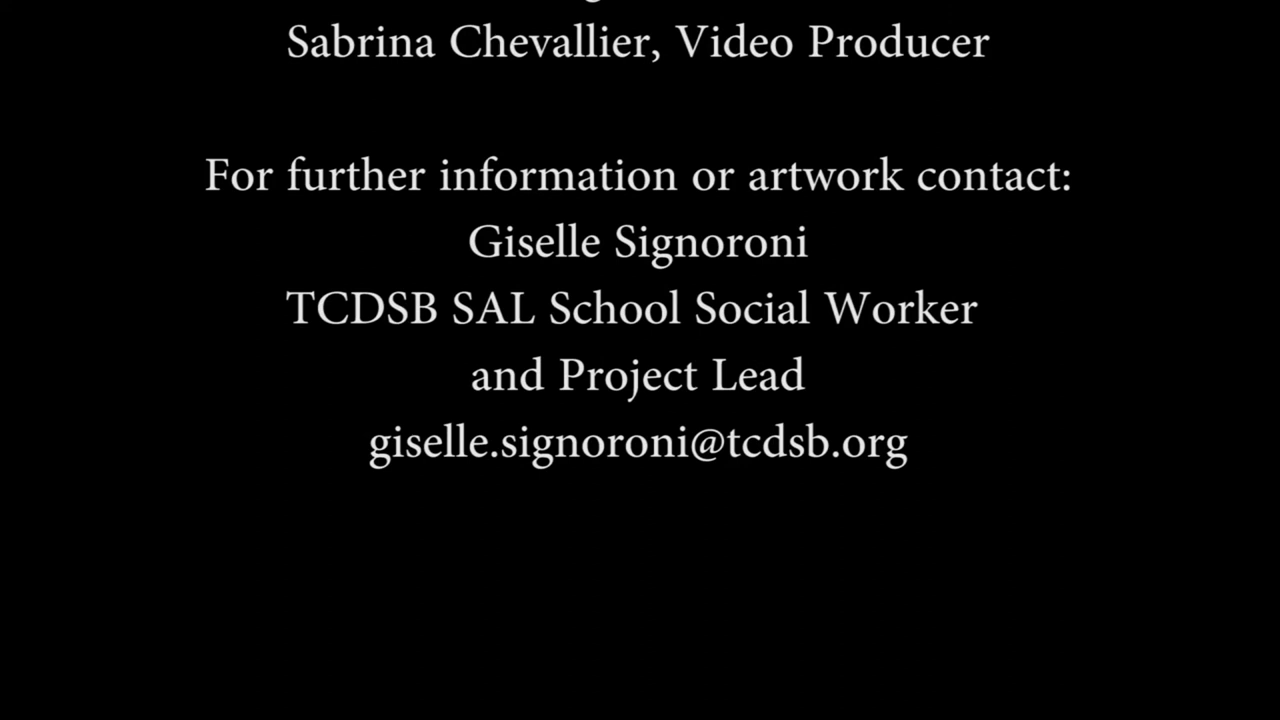 Sabrina Chevallier, Video Producer
For further information or artwork contact:
Giselle Signoroni
TCDSB SAL School Social Worker
and Project Lead
giselle.signoroni@tcdsb.org